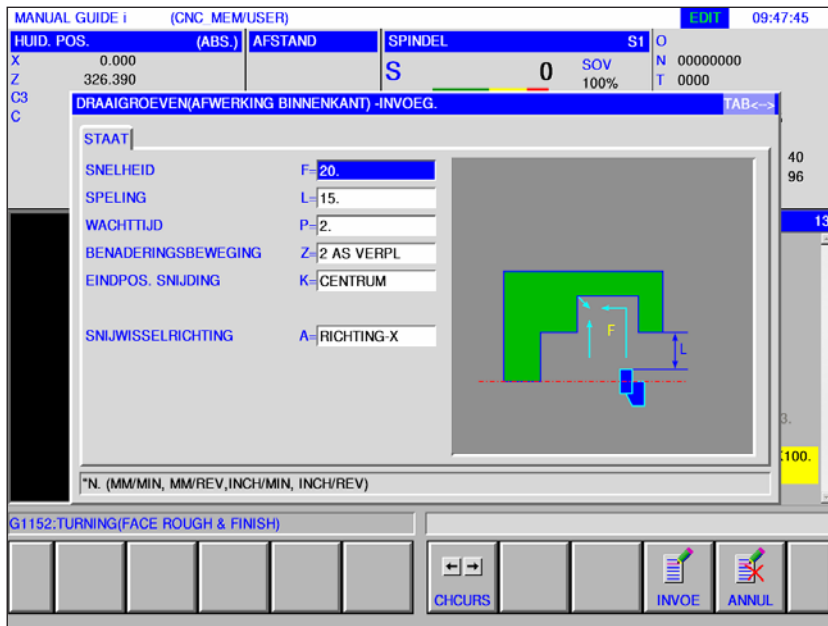 MANUAL GUIDE i (CNC_MEM/USER) EDIT 09:47:45
HUID. POS. (ABS.) AFSTAND SPINDEL S1 O
X 0.000 S 0 SOV 100% N 00000000
Z 326.390 T 0000
C3
C
DRAAIGROEVEN(AFWERKING BINNENKANT) -INVOEG. TAB<-->
STAAT
SNELHEID F=20.
SPELING L=15.
WACHTTIJD P=2.
BENADERINGSBEWEGING Z=2 AS VERPL
EINDPOS. SNIJDING K=CENTRUM
SNIJWISSELRICHTING A=RICHTING-X
F
L
40
96
13
3.
100.
"N. (MM/MIN, MM/REV,INCH/MIN, INCH/REV)
G1152:TURNING(FACE ROUGH & FINISH)
CHCURS INVOE ANNUL